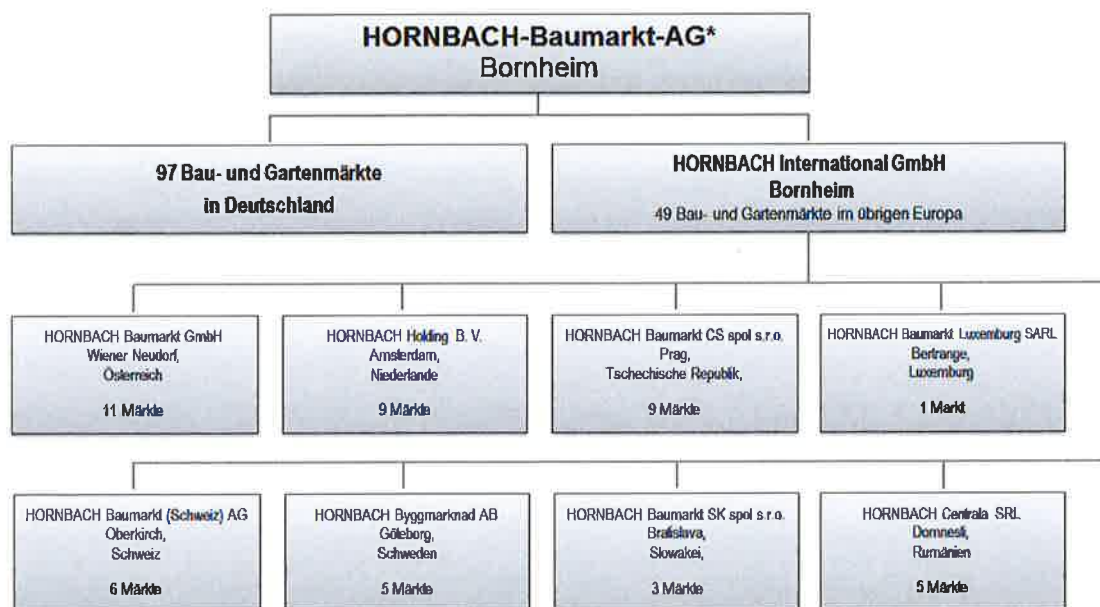 HORNBACH-Baumarkt-AG*
Bornheim
97 Bau- und Gartenmärkte
in Deutschland
HORNBACH International GmbH
Bornheim
49 Bau- und Gartenmärkte im übrigen Europa
HORNBACH Baumarkt GmbH
Wiener Neudorf,
Österreich
11 Märkte
HORNBACH Holding B. V.
Amsterdam,
Niederlande
9 Märkte
HORNBACH Baumarkt CS spol s.r.o.
Prag,
Tschechische Republik,
9 Märkte
HORNBACH Baumarkt Luxemburg SARL
Bertrange,
Luxemburg
1 Markt
HORNBACH Baumarkt (Schweiz) AG
Oberkirch,
Schweiz
6 Märkte
HORNBACH Byggmarknad AB
Göteborg,
Schweden
5 Märkte
HORNBACH Baumarkt SK spol s.r.o.
Bratislava,
Slowakei,
3 Märkte
HORNBACH Centrala SRL
Domnesti,
Rumänien
5 Märkte